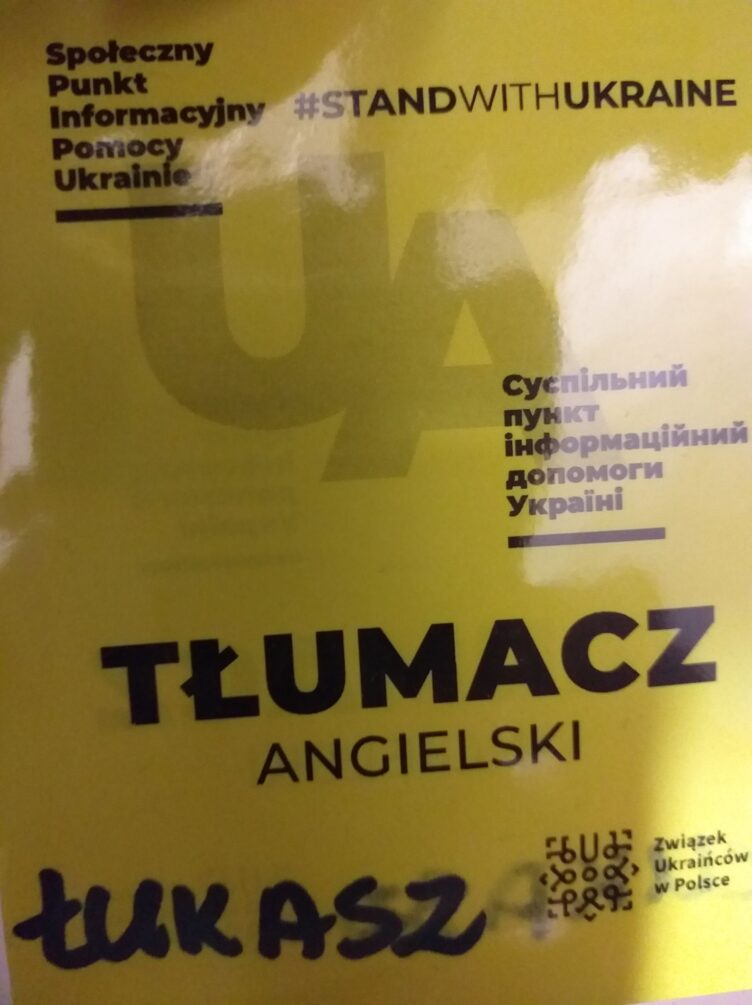 Społeczny
Punkt
Informacyjny
Pomocy
Ukrainie
#STANDWITHUKRAINE
UA
Суспільний
пункт
інформаційний
допомоги
Україні
TŁUMACZ
ANGIELSKI
ŁUKASZ
Związek
Ukraińców
w Polsce